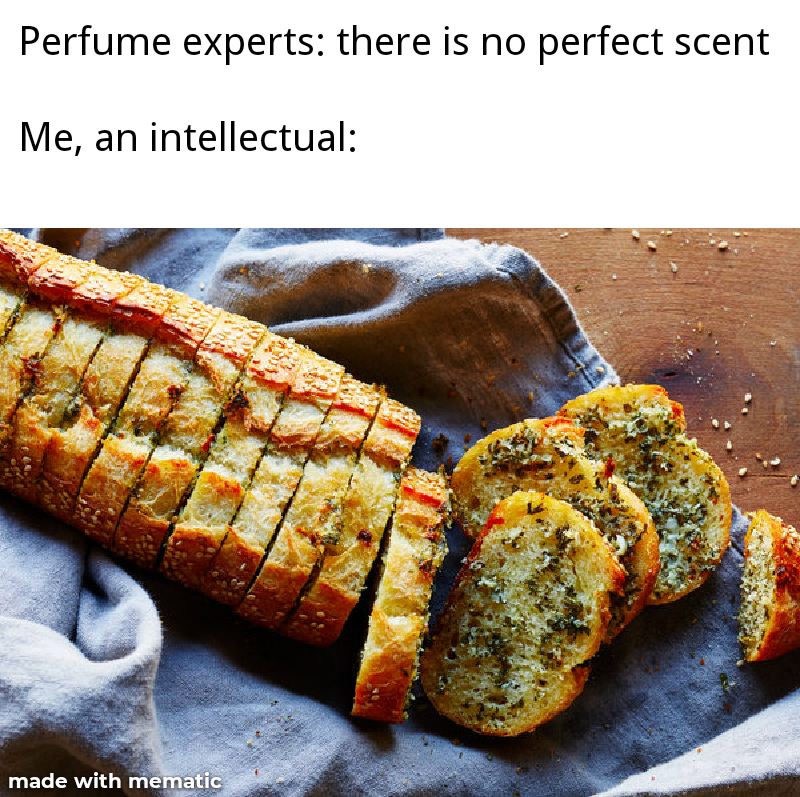 Perfume experts: there is no perfect scent
Me, an intellectual:
made with mematic